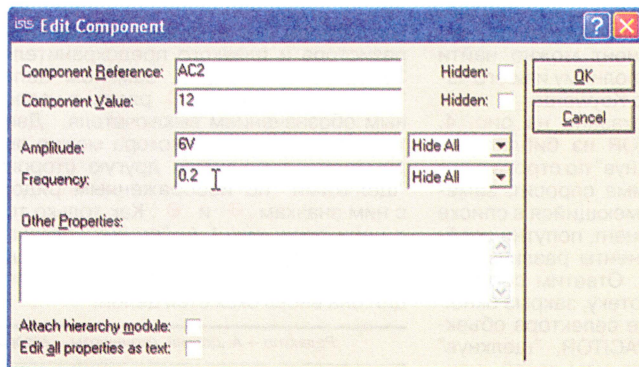 isis Edit Component
Component Reference: AC2 Hidden:
Component Value: 12 Hidden:
Amplitude: 6V Hide All
Frequency: 0.2 Hide All
Other Properties:
Attach hierarchy module:
Edit all properties as text:
OK
Cancel